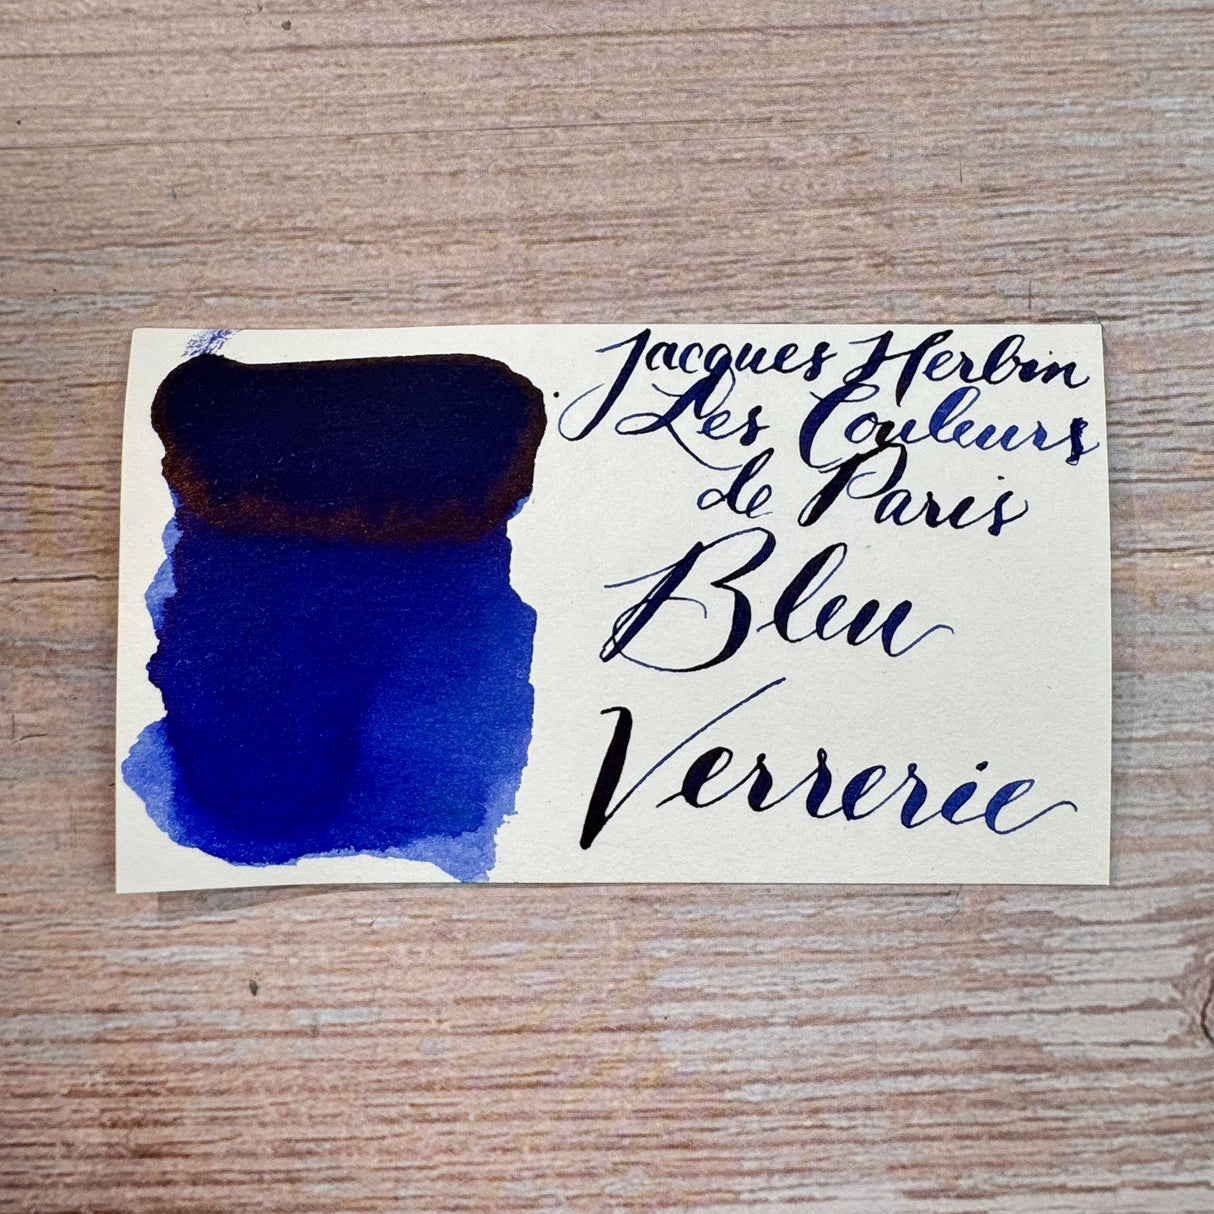 Jacques Herbin
Les Couleurs
de Paris
Bleu
Verrerie